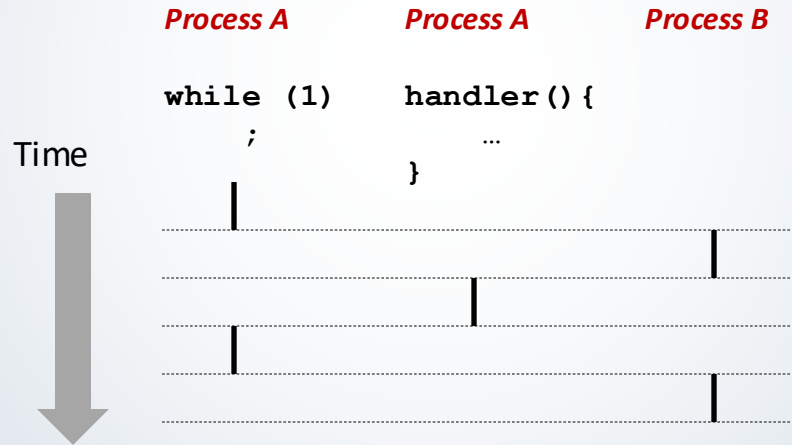 Process A Process A Process B
while (1) handler(){
; …
Time
}